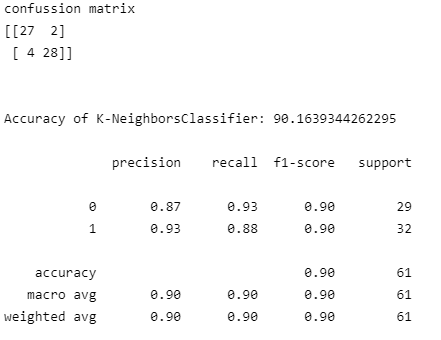 confussion matrix
[[27  2]
 [ 4 28]]
Accuracy of K-NeighborsClassifier: 90.1639344262295
precision recall f1-score support
0 0.87 0.93 0.90 29
1 0.93 0.88 0.90 32
accuracy 0.90 61
macro avg 0.90 0.90 0.90 61
weighted avg 0.90 0.90 0.90 61